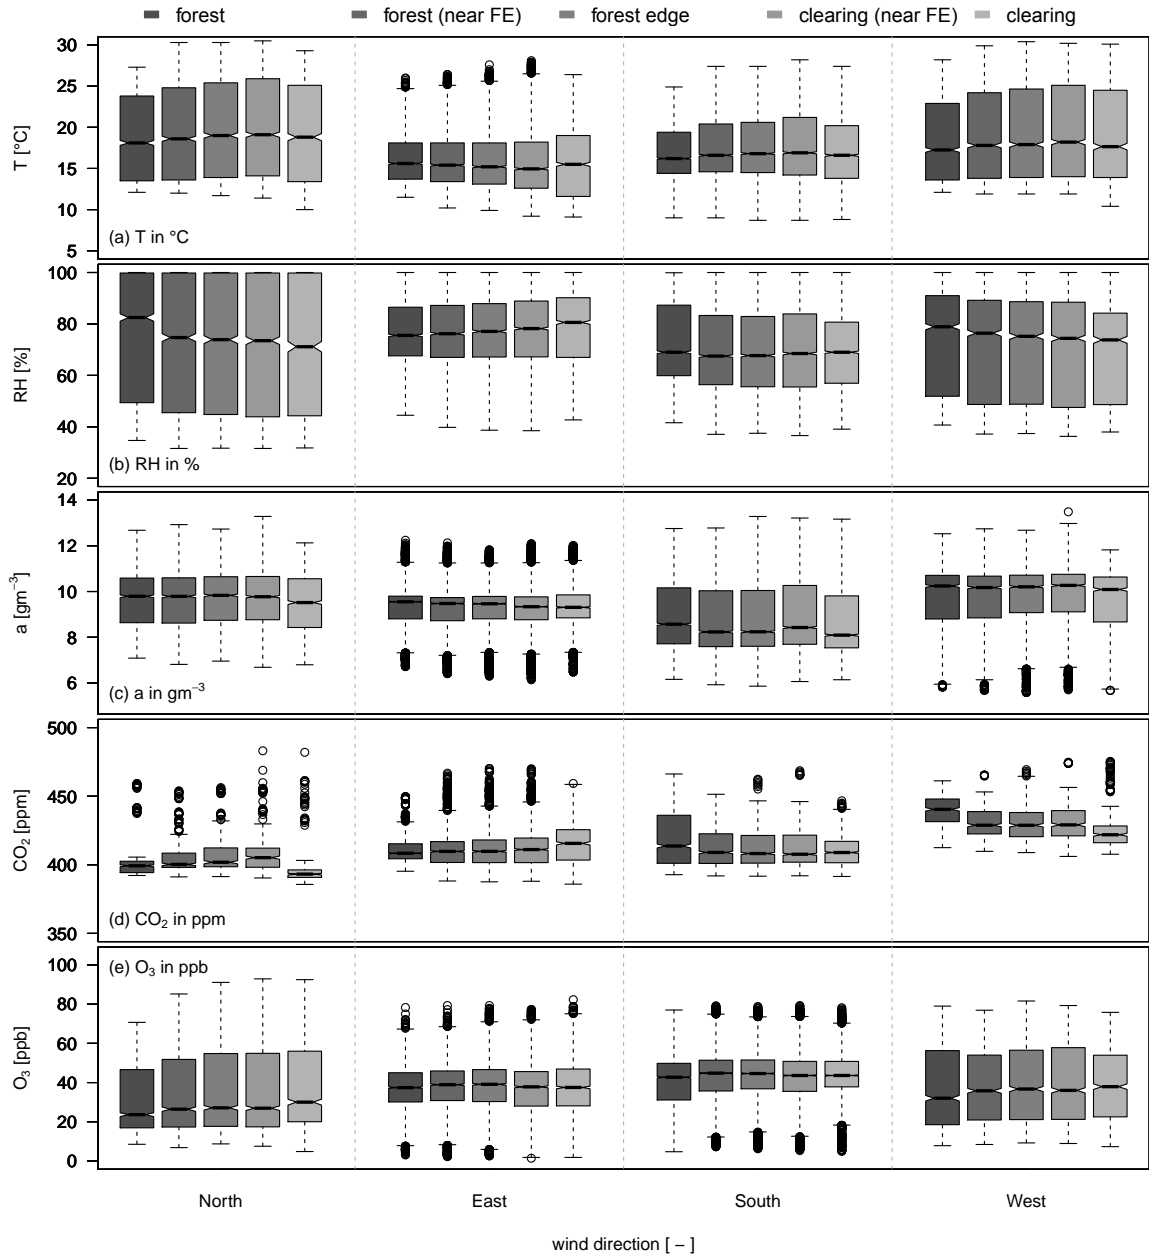 forest forest (near FE) forest edge clearing (near FE) clearing
T [°C]
30
25
20
15
10
5
(a) T in °C
RH [%]
100
80
60
40
20
(b) RH in %
a [gm⁻³]
14
12
10
8
6
(c) a in gm⁻³
CO₂ [ppm]
500
450
400
350
(d) CO₂ in ppm
O₃ [ppb]
100
80
60
40
20
0
(e) O₃ in ppb
North East South West
wind direction [ − ]